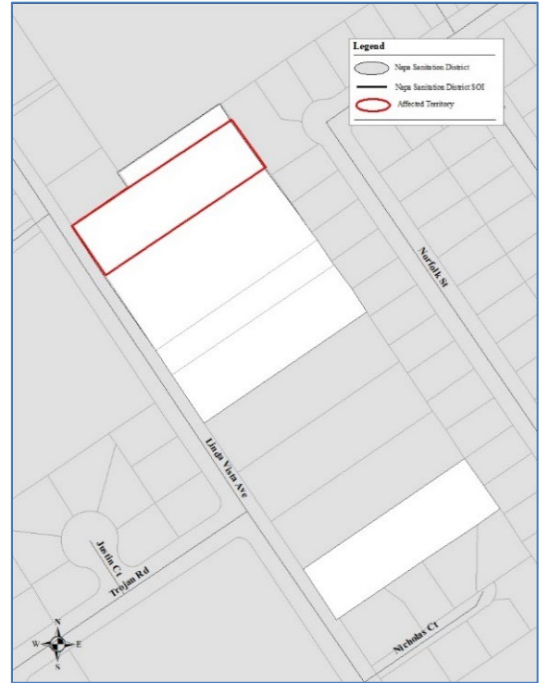 Legend
Napa Sanitation District
Napa Sanitation District SOI
Affected Territory
Norfolk St
Linda Vista Ave
Justin Ct
Trojan Rd
Nicholas Ct
N
W
E
S